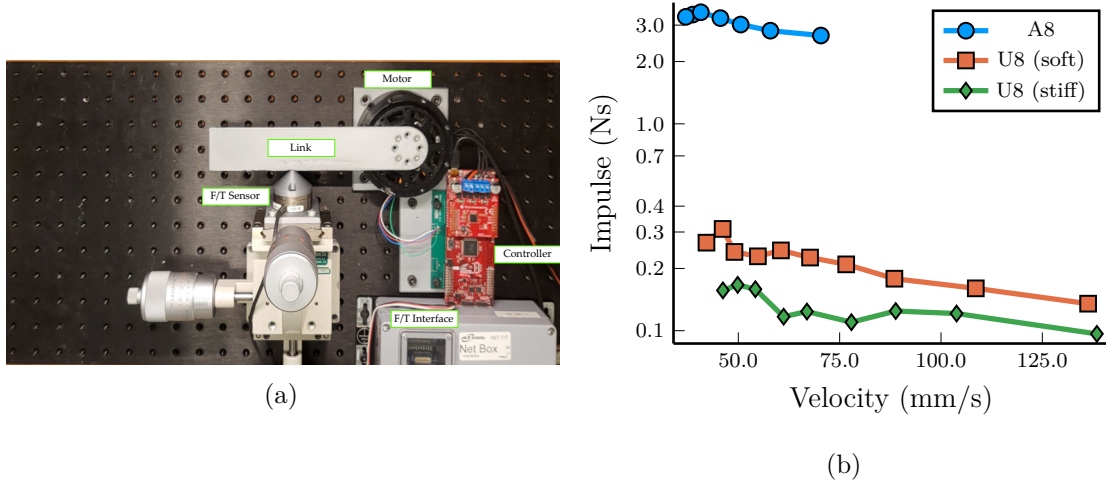 Motor
Link
F/T Sensor
Controller
F/T Interface
Net Box
(a)
3.0
2.0
1.0
0.7
0.4
0.3
0.2
0.1
Impulse (Ns)
A8
U8 (soft)
U8 (stiff)
50.0 75.0 100.0 125.0
Velocity (mm/s)
(b)